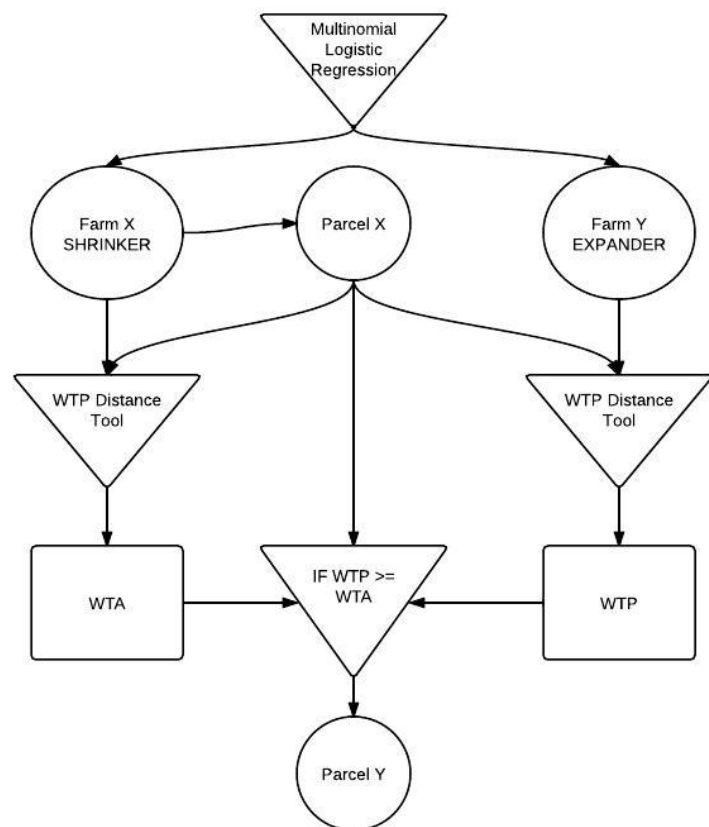 Multinomial
Logistic
Regression
Farm X
SHRINKER
Parcel X
Farm Y
EXPANDER
WTP Distance
Tool
WTP Distance
Tool
WTA
IF WTP >=
WTA
WTP
Parcel Y